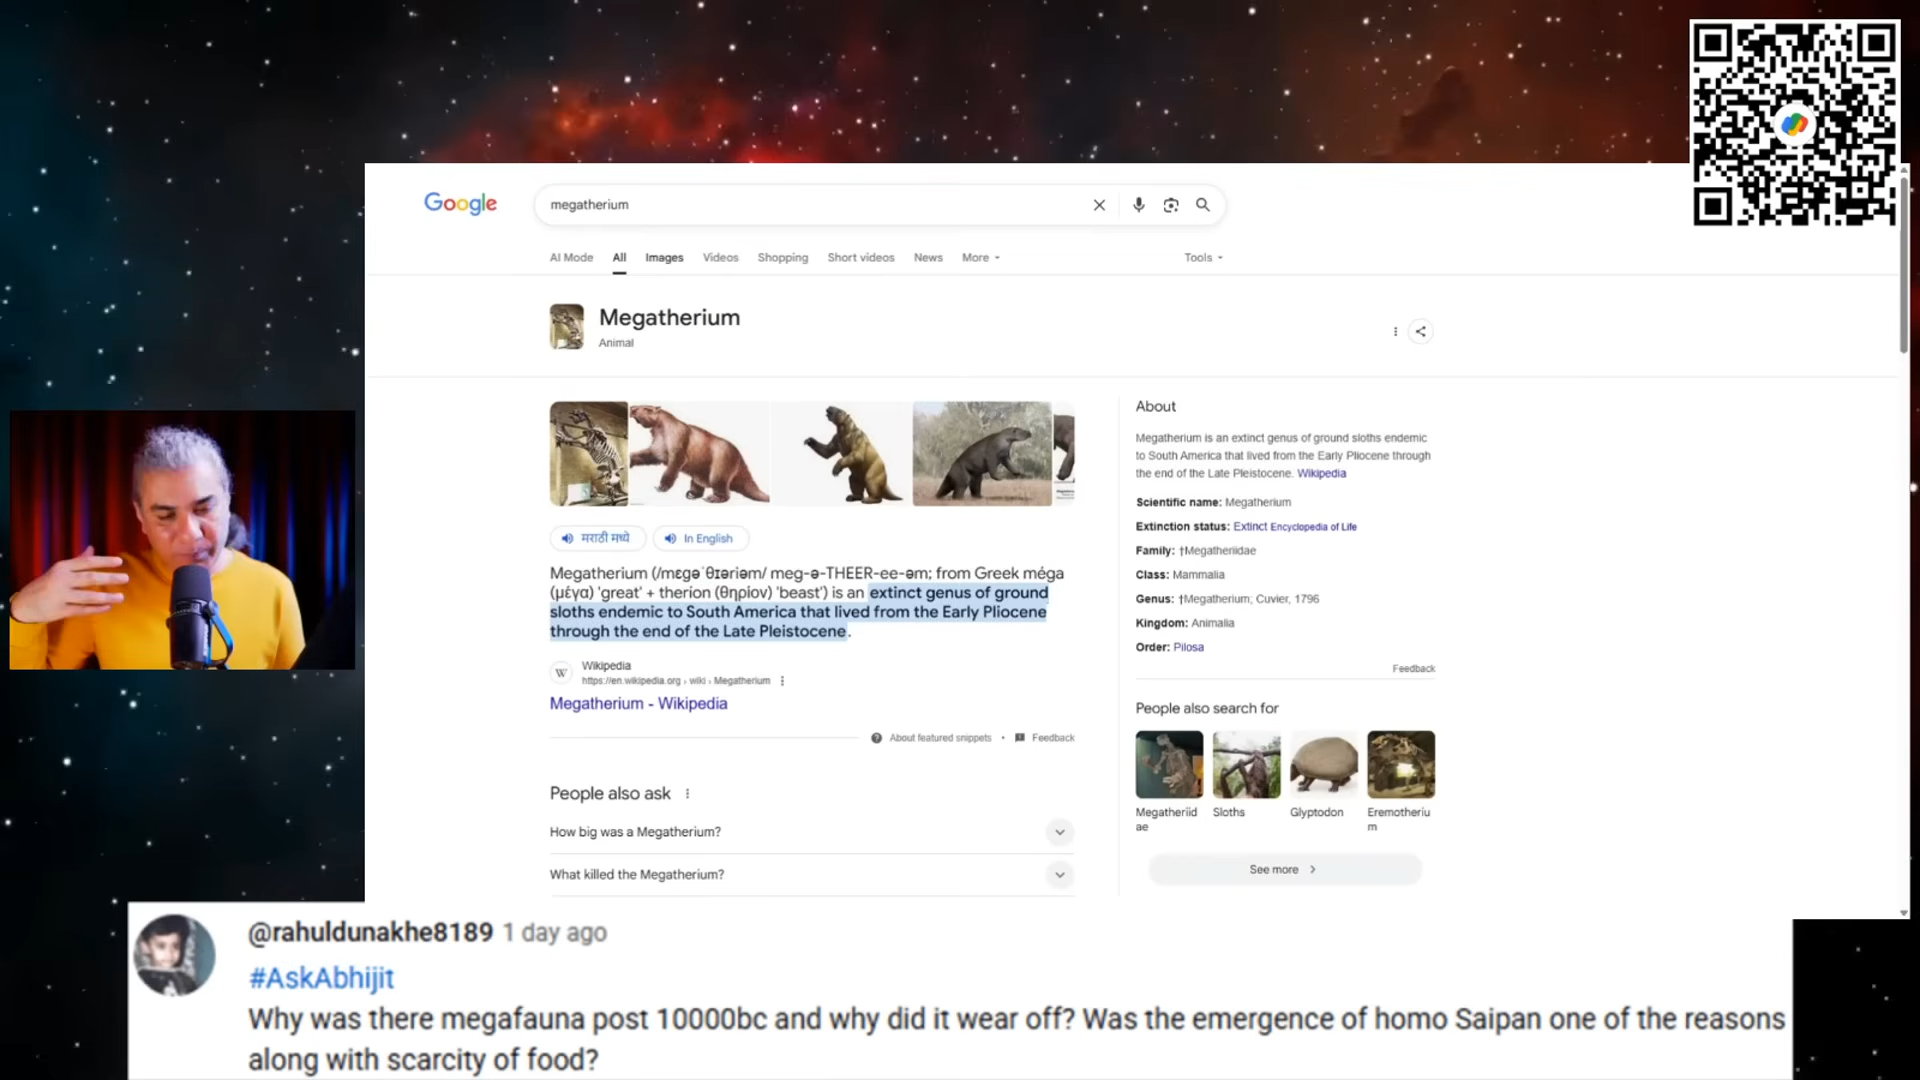 Google
megatherium
AI Mode All Images Videos Shopping Short videos News More Tools
Megatherium
Animal
मराठी मध्ये In English
Megatherium (/mɛɡəˈθɪəriəm/ meg-ə-THEER-ee-əm; from Greek méga
(μέγα) 'great' + therion (θηρίον) 'beast') is an extinct genus of ground
sloths endemic to South America that lived from the Early Pliocene
through the end of the Late Pleistocene.
W
Wikipedia
https://en.wikipedia.org › wiki › Megatherium
Megatherium - Wikipedia
About featured snippets • Feedback
People also ask
How big was a Megatherium?
What killed the Megatherium?
About
Megatherium is an extinct genus of ground sloths endemic
to South America that lived from the Early Pliocene through
the end of the Late Pleistocene. Wikipedia
Scientific name: Megatherium
Extinction status: Extinct Encyclopedia of Life
Family: †Megatheriidae
Class: Mammalia
Genus: †Megatherium; Cuvier, 1796
Kingdom: Animalia
Order: Pilosa
Feedback
People also search for
Megatheriid
ae
Sloths
Glyptodon
Eremotheriu
m
See more
@rahuldunakhe8189 1 day ago
#AskAbhijit
Why was there megafauna post 10000bc and why did it wear off? Was the emergence of homo Saipan one of the reasons
along with scarcity of food?